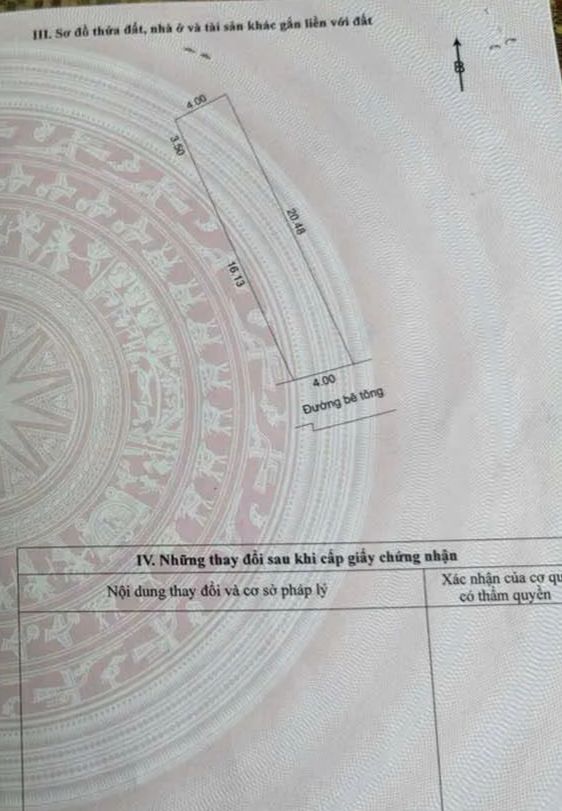 III. Sơ đồ thửa đất, nhà ở và tài sản khác gắn liền với đất
B
4.00
3.50
20.48
16.13
4.00
Đường bê tông
IV. Những thay đổi sau khi cấp giấy chứng nhận
Nội dung thay đổi và cơ sở pháp lý
Xác nhận của cơ qu
có thẩm quyền